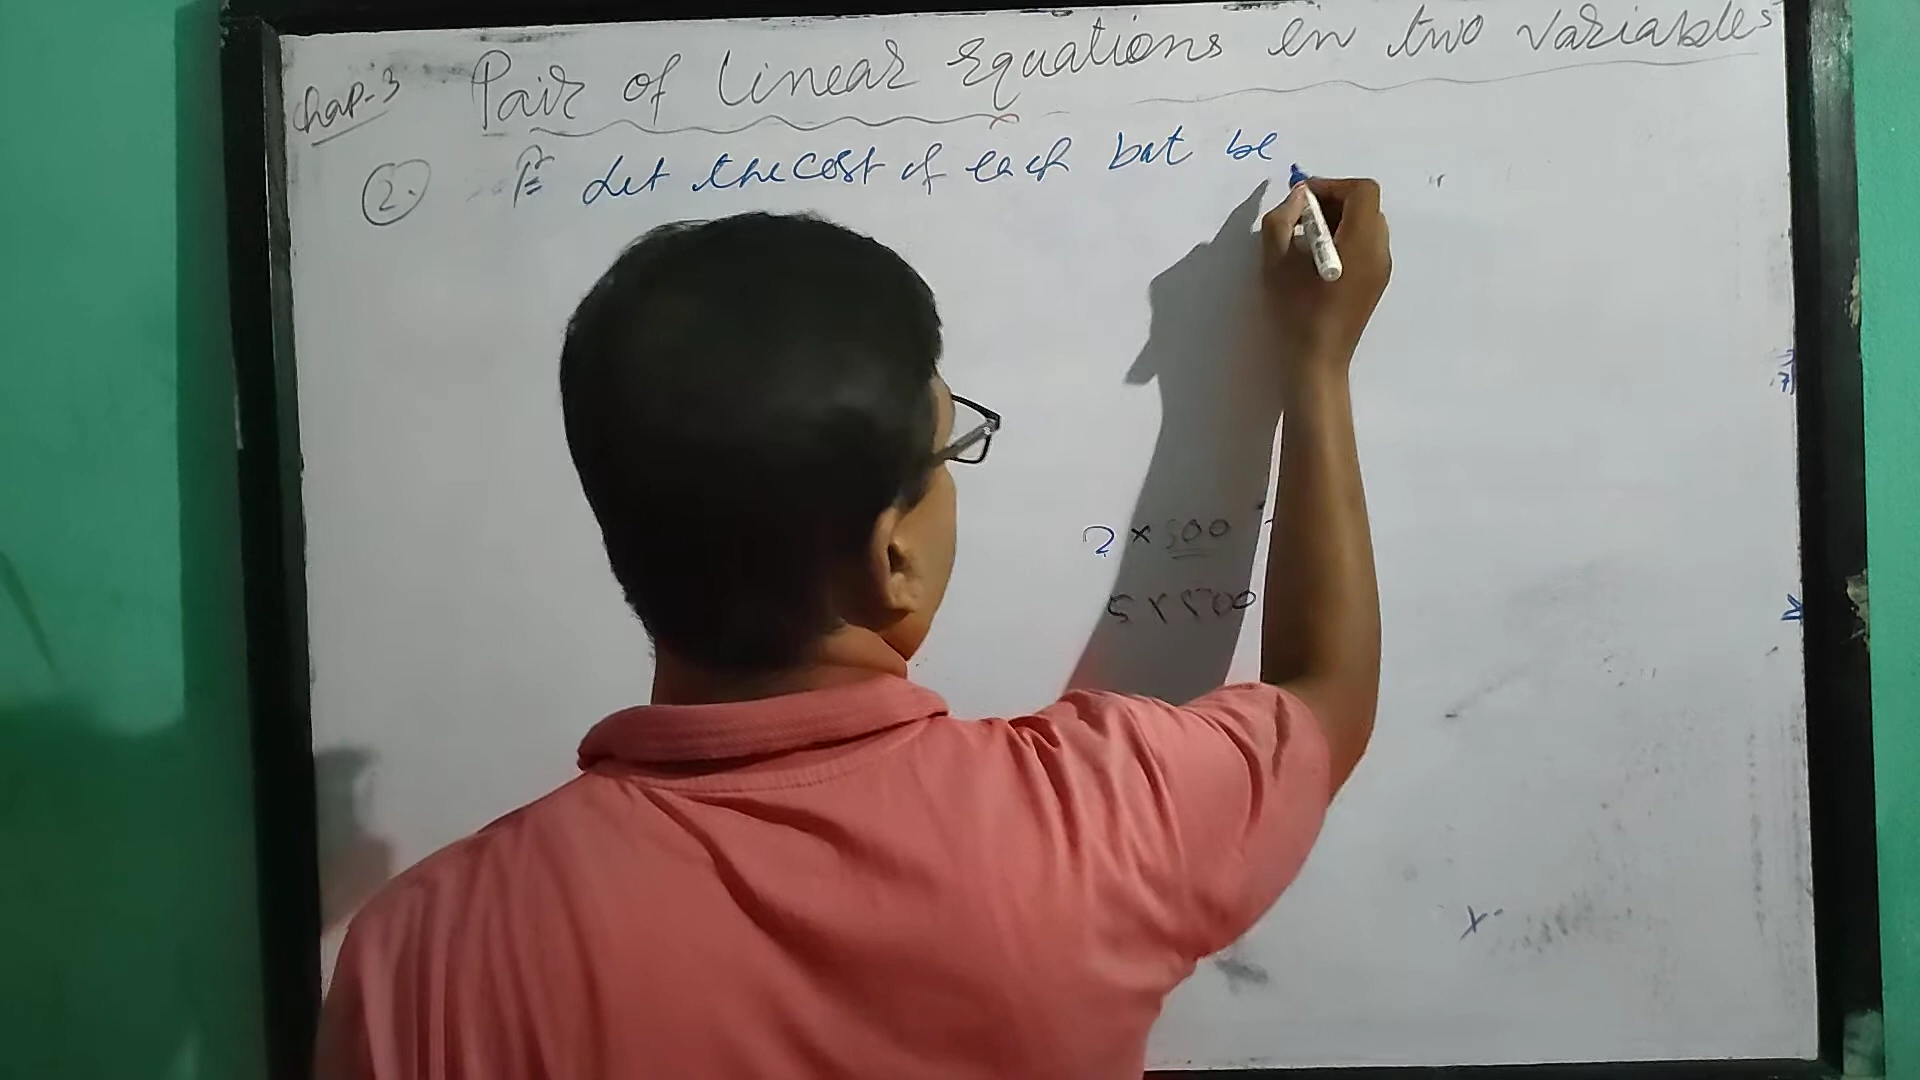 Chap-3 Pair of Linear Equations in two variables
2. Let the cost of each bat be
2 × 500
5 × 500
x-